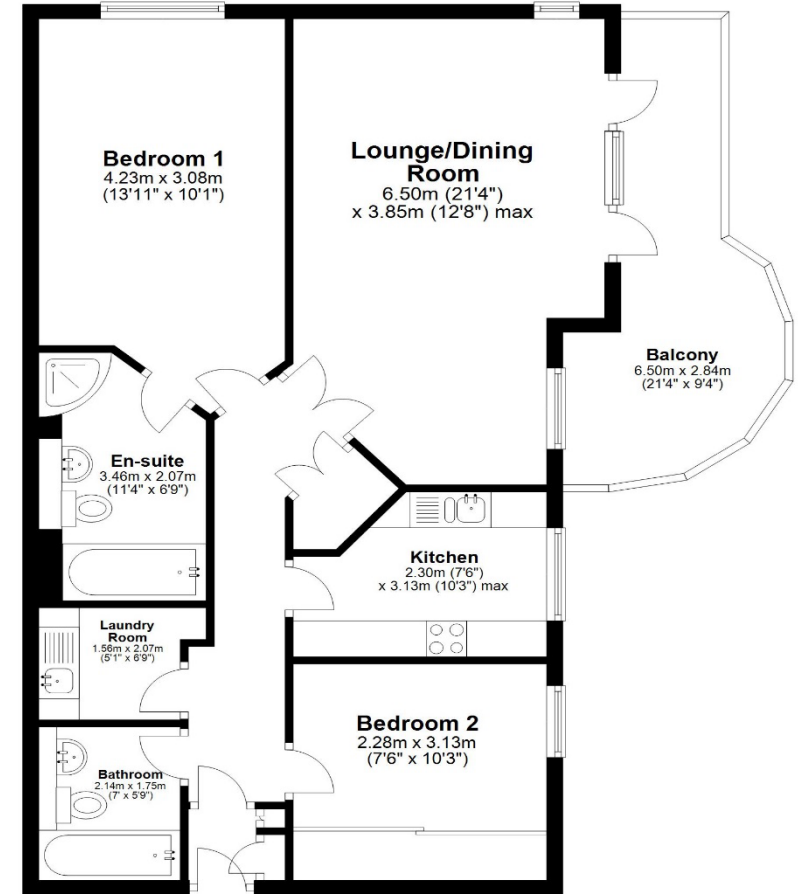 Bedroom 1
4.23m x 3.08m
(13'11" x 10'1")
Lounge/Dining
Room
6.50m (21'4")
x 3.85m (12'8") max
Balcony
6.50m x 2.84m
(21'4" x 9'4")
En-suite
3.46m x 2.07m
(11'4" x 6'9")
Kitchen
2.30m (7'6")
x 3.13m (10'3") max
Laundry
Room
1.56m x 2.07m
(5'1" x 6'9")
Bedroom 2
2.28m x 3.13m
(7'6" x 10'3")
Bathroom
2.14m x 1.75m
(7' x 5'9")